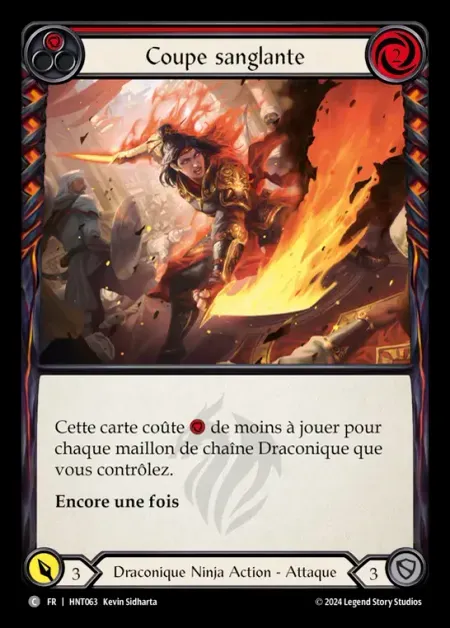 Coupe sanglante
2
Cette carte coûte de moins à jouer pour
chaque maillon de chaîne Draconique que
vous contrôlez.
Encore une fois
3
Draconique Ninja Action - Attaque
3
C FR | HNT063 Kevin Sidharta
© 2024 Legend Story Studios